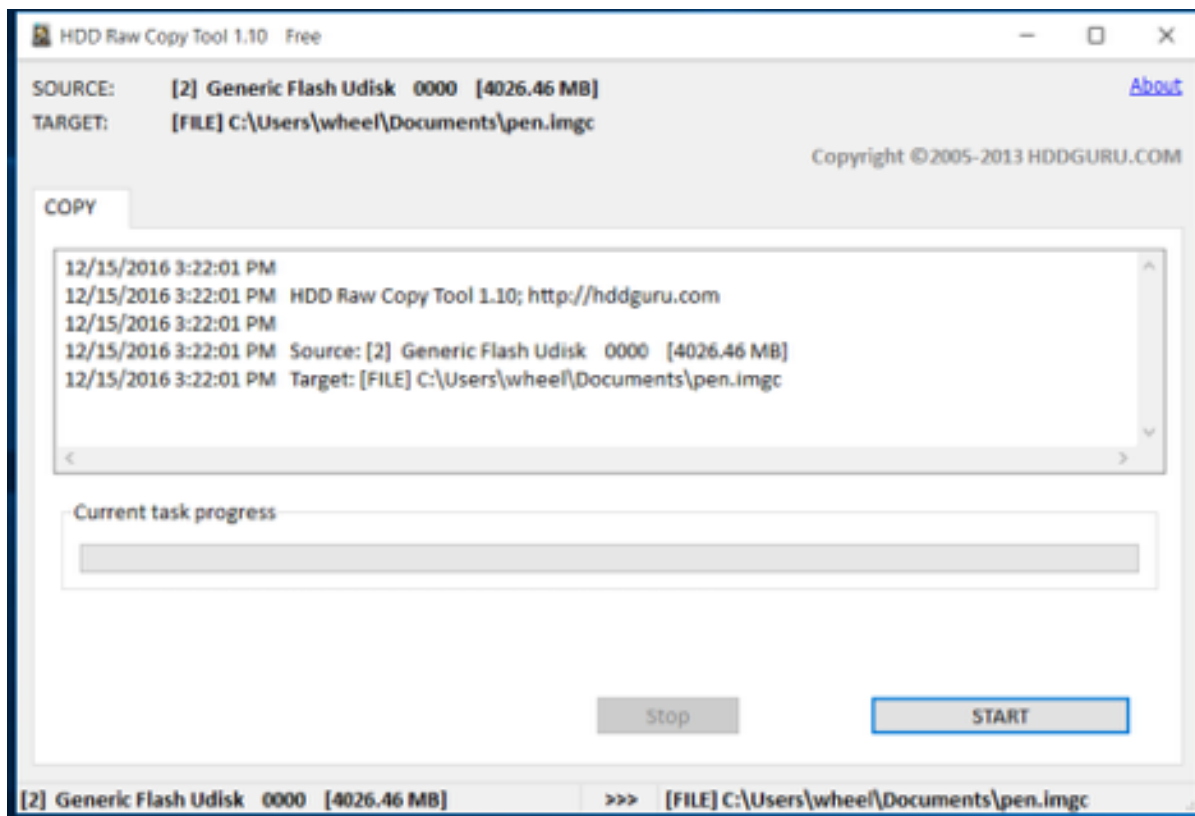 HDD Raw Copy Tool 1.10 Free
SOURCE: [2] Generic Flash Udisk 0000 [4026.46 MB]
About
TARGET: [FILE] C:\Users\wheel\Documents\pen.imgc
Copyright ©2005-2013 HDDGURU.COM
COPY
12/15/2016 3:22:01 PM
12/15/2016 3:22:01 PM HDD Raw Copy Tool 1.10; http://hddguru.com
12/15/2016 3:22:01 PM
12/15/2016 3:22:01 PM Source: [2] Generic Flash Udisk 0000 [4026.46 MB]
12/15/2016 3:22:01 PM Target: [FILE] C:\Users\wheel\Documents\pen.imgc
Current task progress
Stop START
[2] Generic Flash Udisk 0000 [4026.46 MB] >>> [FILE] C:\Users\wheel\Documents\pen.imgc